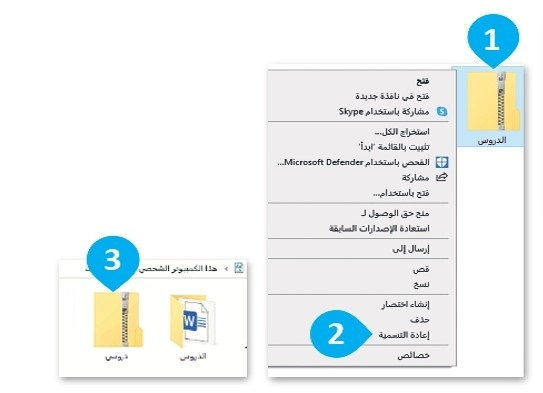 1
الدروس
فتح
فتح في نافذة جديدة
مشاركة باستخدام Skype
استخراج الكل...
تثبيت بالقائمة 'ابدأ'
الفحص باستخدام Microsoft Defender...
مشاركة
فتح باستخدام...
منح حق الوصول لـ
استعادة الإصدارات السابقة
إرسال إلى
قص
نسخ
إنشاء اختصار
حذف
2
إعادة التسمية
خصائص
3
هذا الكمبيوتر الشخصي
الدروس
دروسي